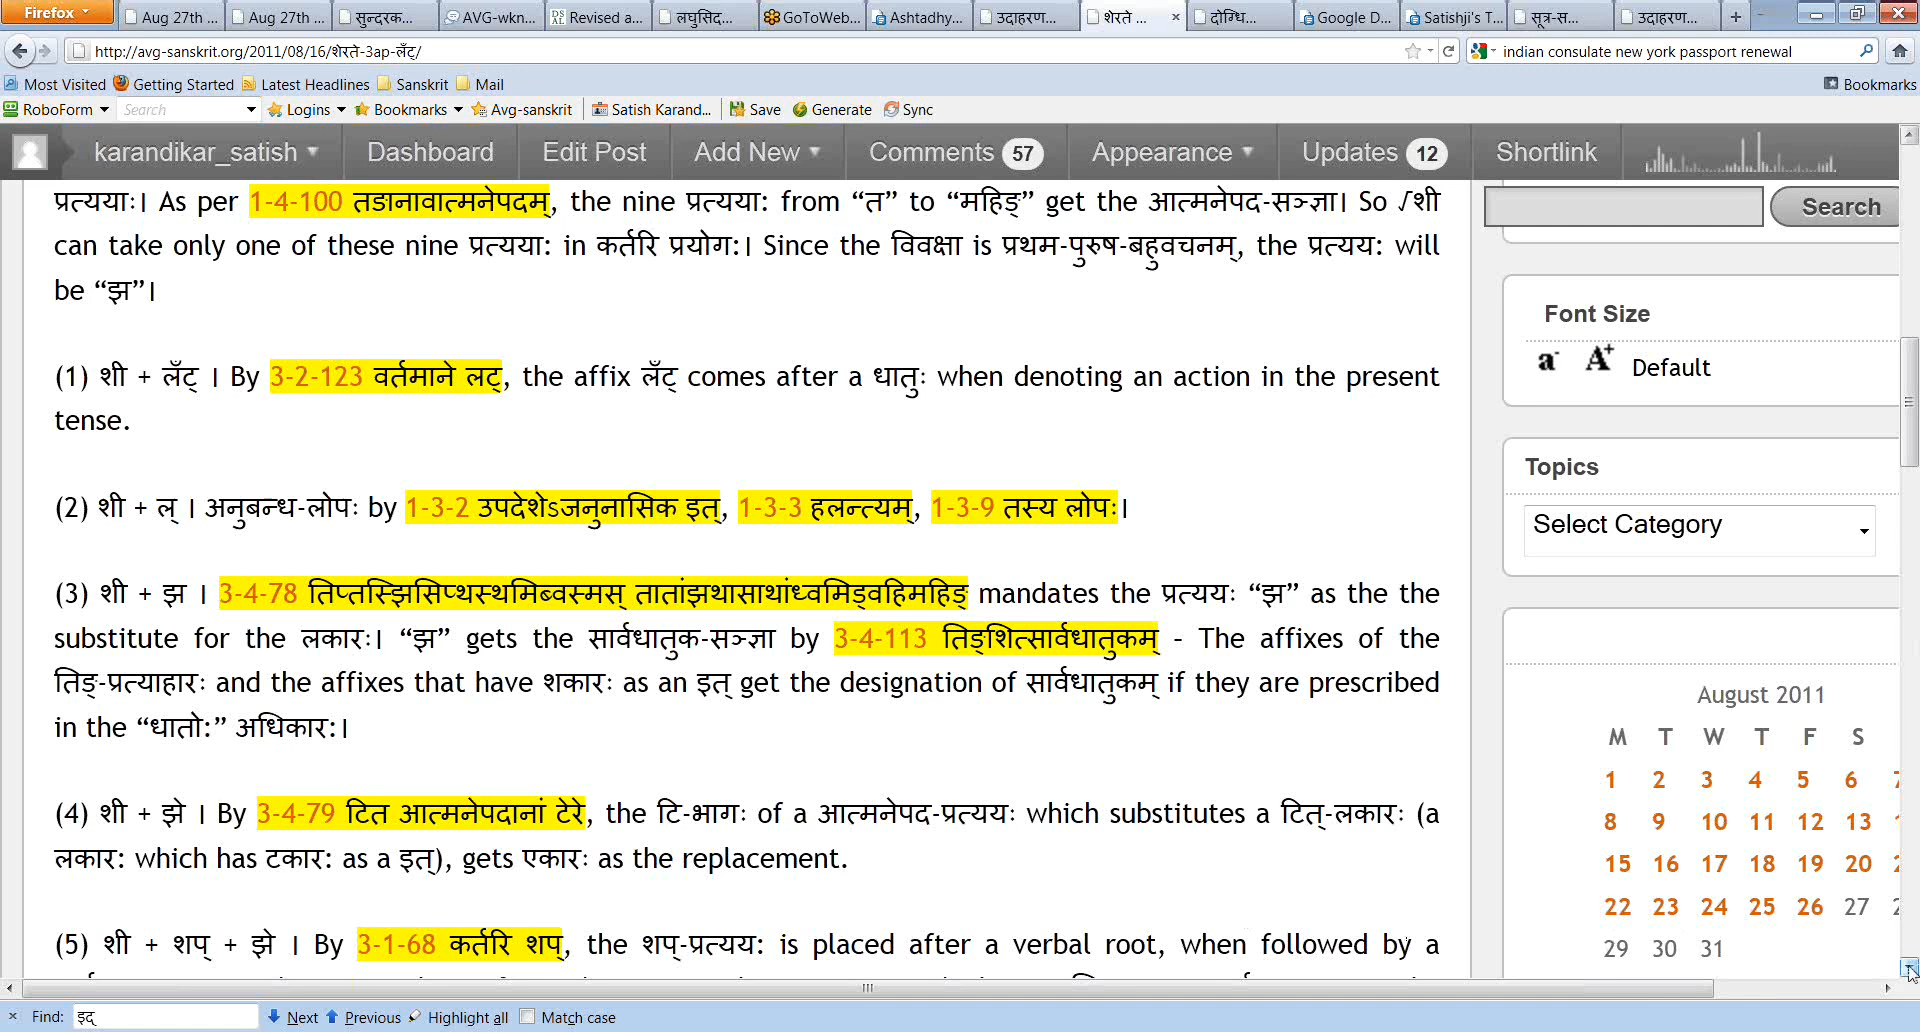 Firefox
Aug 27th ...
Aug 27th ...
सुन्दरक...
AVG-wkn...
Revised a...
लघुसिद्...
GoToWeb...
Ashtadhy...
उदाहरण...
शेरते ...
दोग्धि...
Google D...
Satishji's T...
सूत्र-स...
उदाहरण...
http://avg-sanskrit.org/2011/08/16/शेरते-3ap-लँट्/
indian consulate new york passport renewal
Most Visited Getting Started Latest Headlines Sanskrit Mail Bookmarks
RoboForm Search Logins Bookmarks Avg-sanskrit Satish Karand... Save Generate Sync
karandikar_satish Dashboard Edit Post Add New Comments 57 Appearance Updates 12 Shortlink
प्रत्ययाः। As per 1-4-100 तङानावात्मनेपदम्, the nine प्रत्यया: from “त” to “महिङ्” get the आत्मनेपद-सञ्ज्ञा। So √शी
can take only one of these nine प्रत्यया: in कर्तरि प्रयोग:। Since the विवक्षा is प्रथम-पुरुष-बहुवचनम्, the प्रत्यय: will
be “झ”।
(1) शी + लँट् । By 3-2-123 वर्तमाने लट्, the affix लँट् comes after a धातुः when denoting an action in the present
tense.
(2) शी + ल् । अनुबन्ध-लोपः by 1-3-2 उपदेशेऽजनुनासिक इत्, 1-3-3 हलन्त्यम्, 1-3-9 तस्य लोपः।
(3) शी + झ । 3-4-78 तिप्तस्झिसिप्थस्थमिब्वस्मस् तातांझथासाथांध्वमिड्वहिमहिङ् mandates the प्रत्ययः “झ” as the the
substitute for the लकारः। “झ” gets the सार्वधातुक-सञ्ज्ञा by 3-4-113 तिङ्शित्सार्वधातुकम् - The affixes of the
तिङ्-प्रत्याहारः and the affixes that have शकारः as an इत् get the designation of सार्वधातुकम् if they are prescribed
in the “धातो:” अधिकार:।
(4) शी + झे । By 3-4-79 टित आत्मनेपदानां टेरे, the टि-भागः of a आत्मनेपद-प्रत्ययः which substitutes a टित्-लकारः (a
लकार: which has टकार: as a इत्), gets एकारः as the replacement.
(5) शी + शप् + झे । By 3-1-68 कर्तरि शप्, the शप्-प्रत्यय: is placed after a verbal root, when followed by a
Search
Font Size
a- A+ Default
Topics
Select Category
August 2011
M T W T F S
1 2 3 4 5 6 7
8 9 10 11 12 13
15 16 17 18 19 20
22 23 24 25 26 27
29 30 31
Find: इद् Next Previous Highlight all Match case